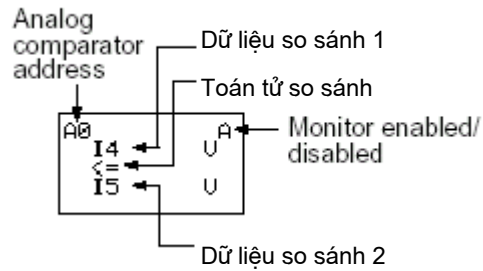 Analog
comparator
address
Dữ liệu so sánh 1
Toán tử so sánh
A0 A
I4 V
<=
I5 V
Monitor enabled/
disabled
Dữ liệu so sánh 2